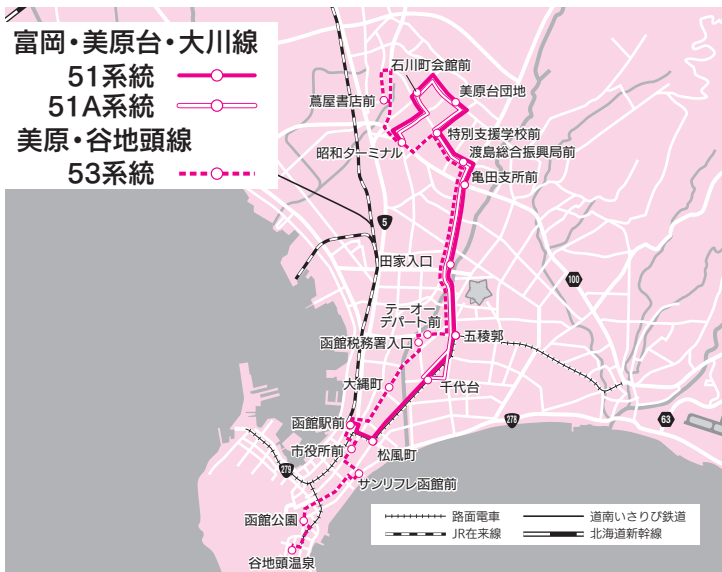 富岡・美原台・大川線
51系統
51A系統
美原・谷地頭線
53系統
石川町会館前
蔦屋書店前
美原台団地
特別支援学校前
昭和ターミナル
渡島総合振興局前
亀田支所前
5
田家入口
100
テーオー
デパート前
五稜郭
函館税務署入口
大縄町
千代台
函館駅前
278
63
市役所前
松風町
279
サンリフレ函館前
函館公園
谷地頭温泉
路面電車
道南いさりび鉄道
JR在来線
北海道新幹線